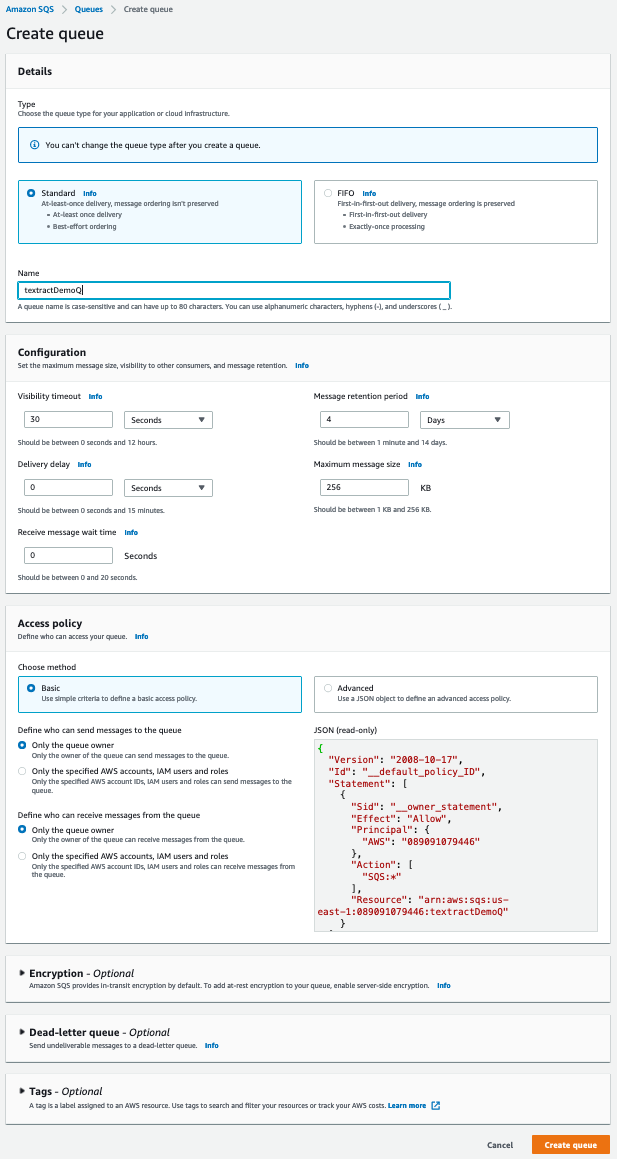 Amazon SQS > Queues > Create queue
Create queue
Details
Type
Choose the queue type for your application or cloud infrastructure.
You can't change the queue type after you create a queue.
Standard Info
At-least-once delivery, message ordering isn't preserved
• At-least once delivery
• Best-effort ordering
FIFO Info
First-in-first-out delivery, message ordering is preserved
• First-in-first-out delivery
• Exactly-once processing
Name
textractDemoQ
A queue name is case-sensitive and can have up to 80 characters. You can use alphanumeric characters, hyphens (-), and underscores ( _ ).
Configuration
Set the maximum message size, visibility to other consumers, and message retention. Info
Visibility timeout Info
30 Seconds
Should be between 0 seconds and 12 hours.
Message retention period Info
4 Days
Should be between 1 minute and 14 days.
Delivery delay Info
0 Seconds
Should be between 0 seconds and 15 minutes.
Maximum message size Info
256 KB
Should be between 1 KB and 256 KB.
Receive message wait time Info
0 Seconds
Should be between 0 and 20 seconds.
Access policy
Define who can access your queue. Info
Choose method
Basic
Use simple criteria to define a basic access policy.
Advanced
Use a JSON object to define an advanced access policy.
Define who can send messages to the queue
Only the queue owner
Only the owner of the queue can send messages to the queue.
Only the specified AWS accounts, IAM users and roles
Only the specified AWS account IDs, IAM users and roles can send messages to the
queue.
Define who can receive messages from the queue
Only the queue owner
Only the owner of the queue can receive messages from the queue.
Only the specified AWS accounts, IAM users and roles
Only the specified AWS account IDs, IAM users and roles can receive messages from
the queue.
JSON (read-only)
{
"Version": "2008-10-17",
"Id": "__default_policy_ID",
"Statement": [
{
"Sid": "__owner_statement",
"Effect": "Allow",
"Principal": {
"AWS": "089091079446"
},
"Action": [
"SQS:*"
],
"Resource": "arn:aws:sqs:us-
east-1:089091079446:textractDemoQ"
}
Encryption - Optional
Amazon SQS provides in-transit encryption by default. To add at-rest encryption to your queue, enable server-side encryption. Info
Dead-letter queue - Optional
Send undeliverable messages to a dead-letter queue. Info
Tags - Optional
A tag is a label assigned to an AWS resource. Use tags to search and filter your resources or track your AWS costs. Learn more
Cancel Create queue